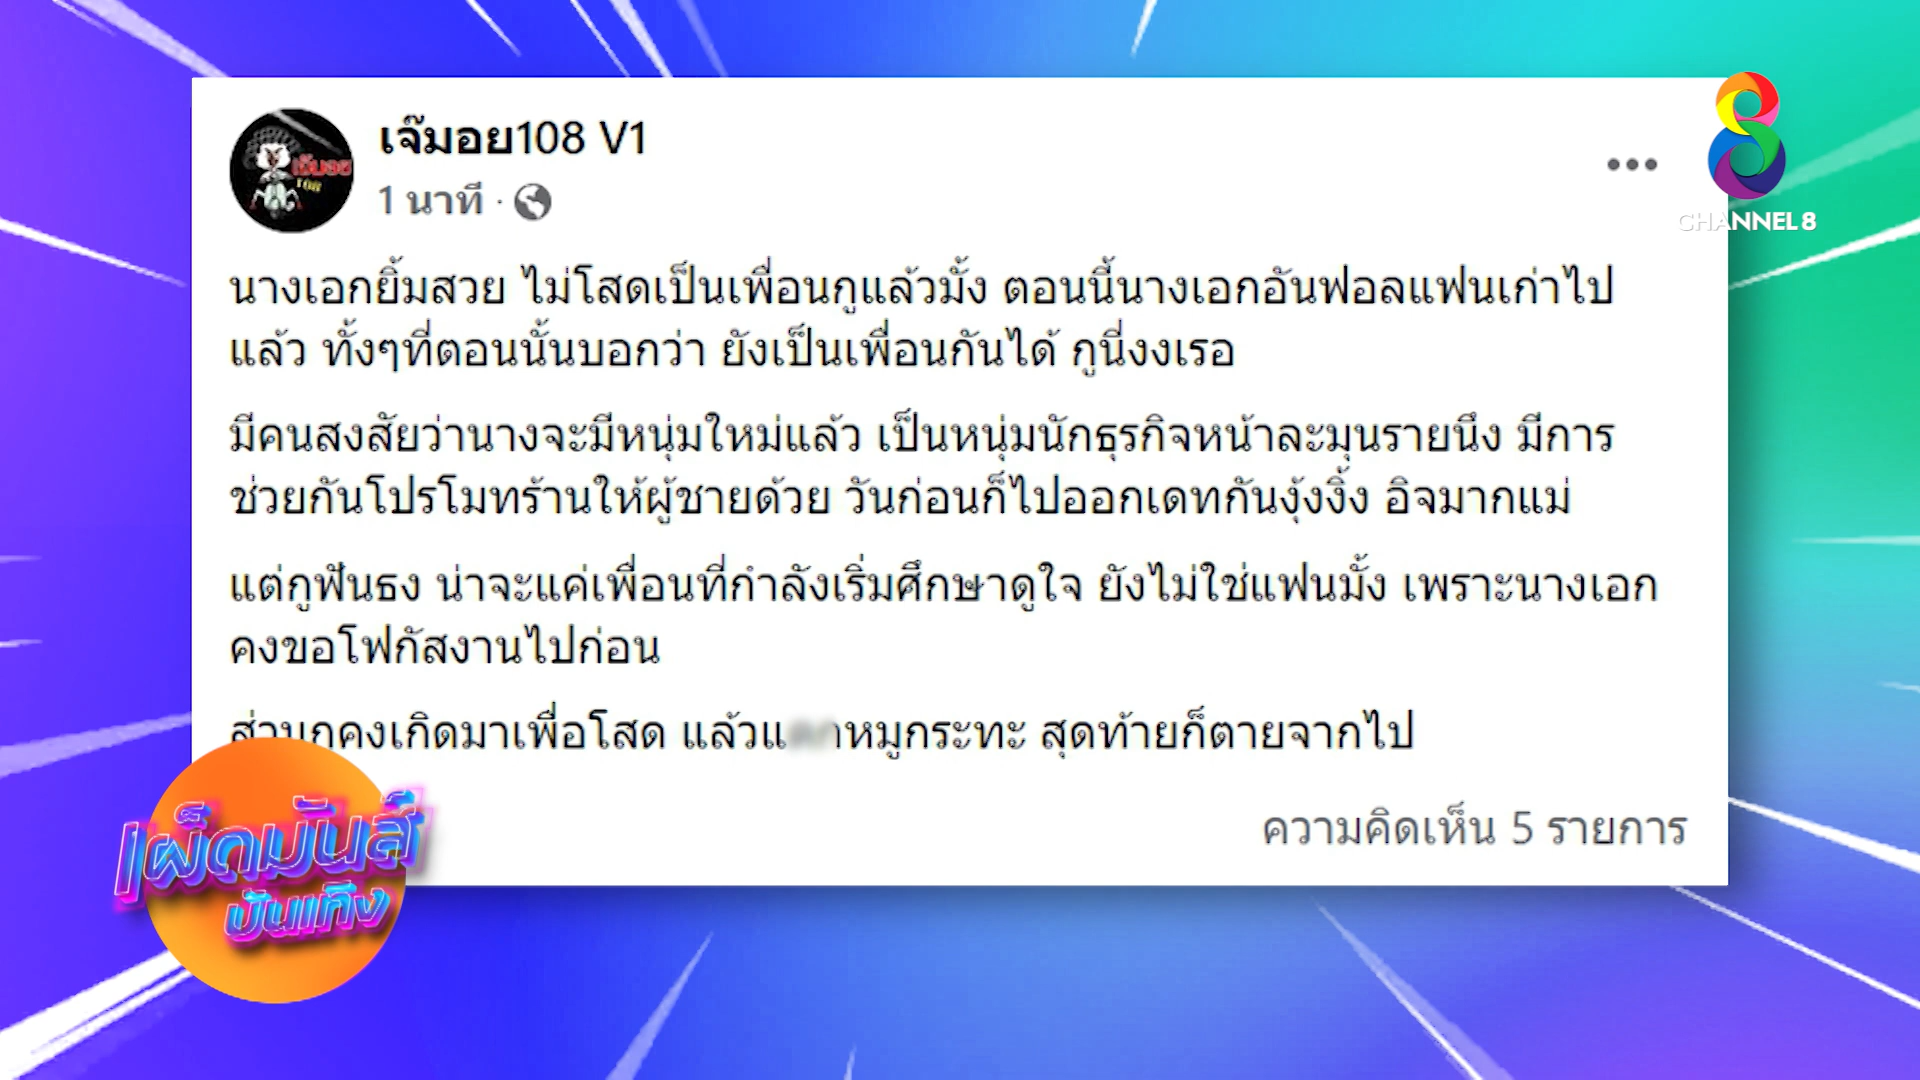 เจ๊มอย108 V1
1 นาที ·
CHANNEL 8
นางเอกยิ้มสวย ไม่โสดเป็นเพื่อนกูแล้วมั้ง ตอนนี้นางเอกอันฟอลแฟนเก่าไป
แล้ว ทั้งๆที่ตอนนั้นบอกว่า ยังเป็นเพื่อนกันได้ กูนี่งงเรอ
มีคนสงสัยว่านางจะมีหนุ่มใหม่แล้ว เป็นหนุ่มนักธุรกิจหน้าละมุนรายนึง มีการ
ช่วยกันโปรโมทร้านให้ผู้ชายด้วย วันก่อนก็ไปออกเดทกันงุ้งงิ้ง อิจมากแม่
แต่กูฟันธง น่าจะแค่เพื่อนที่กำลังเริ่มศึกษาดูใจ ยังไม่ใช่แฟนมั้ง เพราะนางเอก
คงขอโฟกัสงานไปก่อน
ส่วนกูคงเกิดมาเพื่อโสด หมูกระทะ สุดท้ายก็ตายจากไป
ความคิดเห็น 5 รายการ
เผ็ดมันส์
บันเทิง